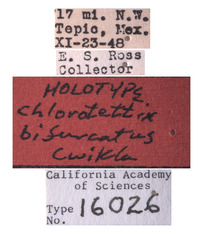 17 mi. N.W.
Tepic, Mex.
XI-23-48
E. S. Ross
Collector
HOLOTYPE
chlorotettix
bifurcatus
Cwikla
California Academy
of Sciences
Type
No. 16026